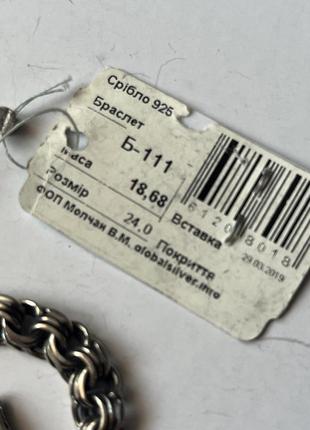 Срібло 925
Браслет
Б-111
Маса 18,68
Розмір 24.0
Вставка
Покриття
ФОП Молчан В.М. globalsilver.info
61208018
29.03.2019